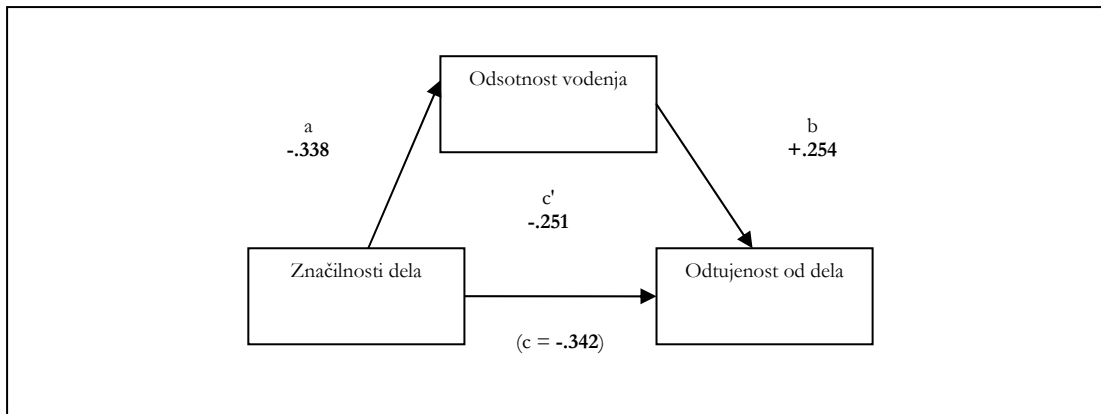 Odsotnost vodenja
a
-.338
b
+.254
c'
-.251
Značilnosti dela
Odtujenost od dela
(c = -.342)